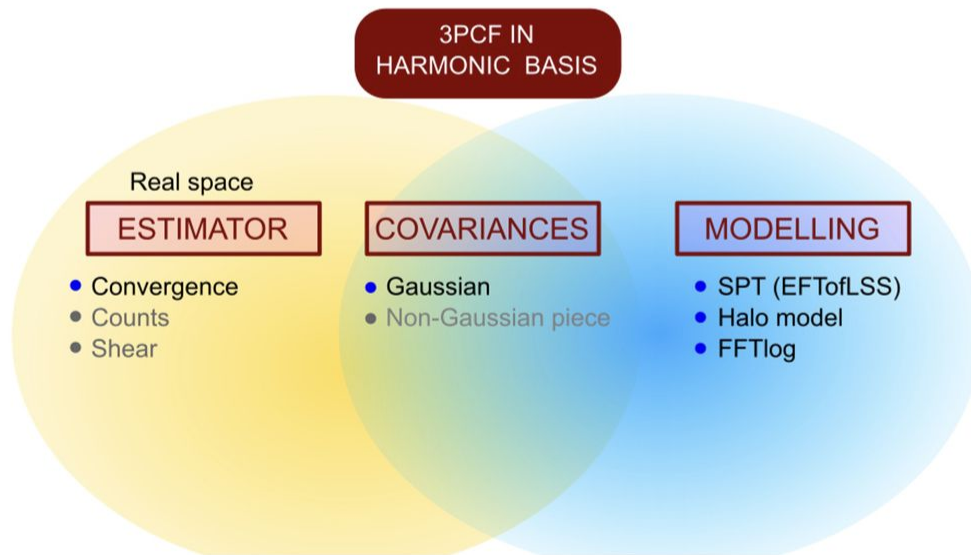 3PCF IN
HARMONIC BASIS
Real space
ESTIMATOR
Convergence
Counts
Shear
COVARIANCES
Gaussian
Non-Gaussian piece
MODELLING
SPT (EFTofLSS)
Halo model
FFTlog